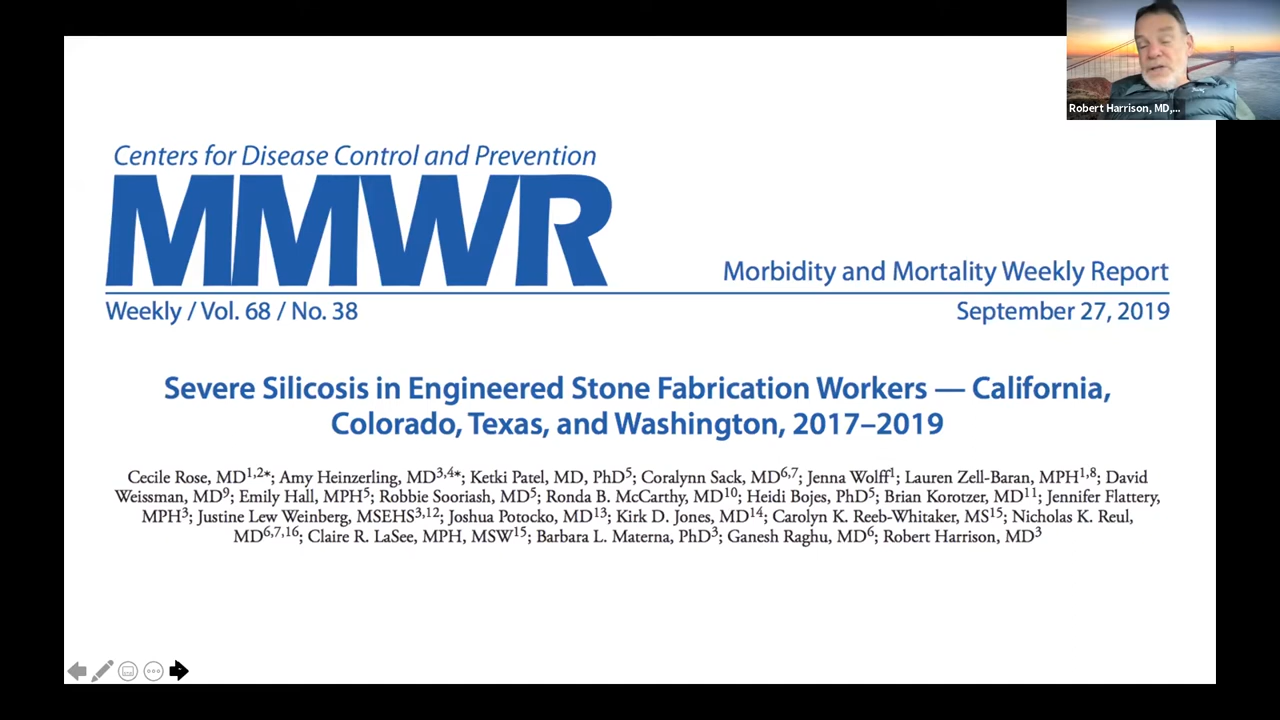 Robert Harrison, MD,...
Centers for Disease Control and Prevention
MMWR
Morbidity and Mortality Weekly Report
Weekly / Vol. 68 / No. 38
September 27, 2019
Severe Silicosis in Engineered Stone Fabrication Workers — California,
Colorado, Texas, and Washington, 2017–2019
Cecile Rose, MD1,2*; Amy Heinzerling, MD3,4*; Ketki Patel, MD, PhD5; Coralynn Sack, MD6,7; Jenna Wolff1; Lauren Zell-Baran, MPH1,8; David
Weissman, MD9; Emily Hall, MPH5; Robbie Sooriash, MD5; Ronda B. McCarthy, MD10; Heidi Bojes, PhD5; Brian Korotzer, MD11; Jennifer Flattery,
MPH3; Justine Lew Weinberg, MSEHS3,12; Joshua Potocko, MD13; Kirk D. Jones, MD14; Carolyn K. Reeb-Whitaker, MS15; Nicholas K. Reul,
MD6,7,16; Claire R. LaSee, MPH, MSW15; Barbara L. Materna, PhD3; Ganesh Raghu, MD6; Robert Harrison, MD3